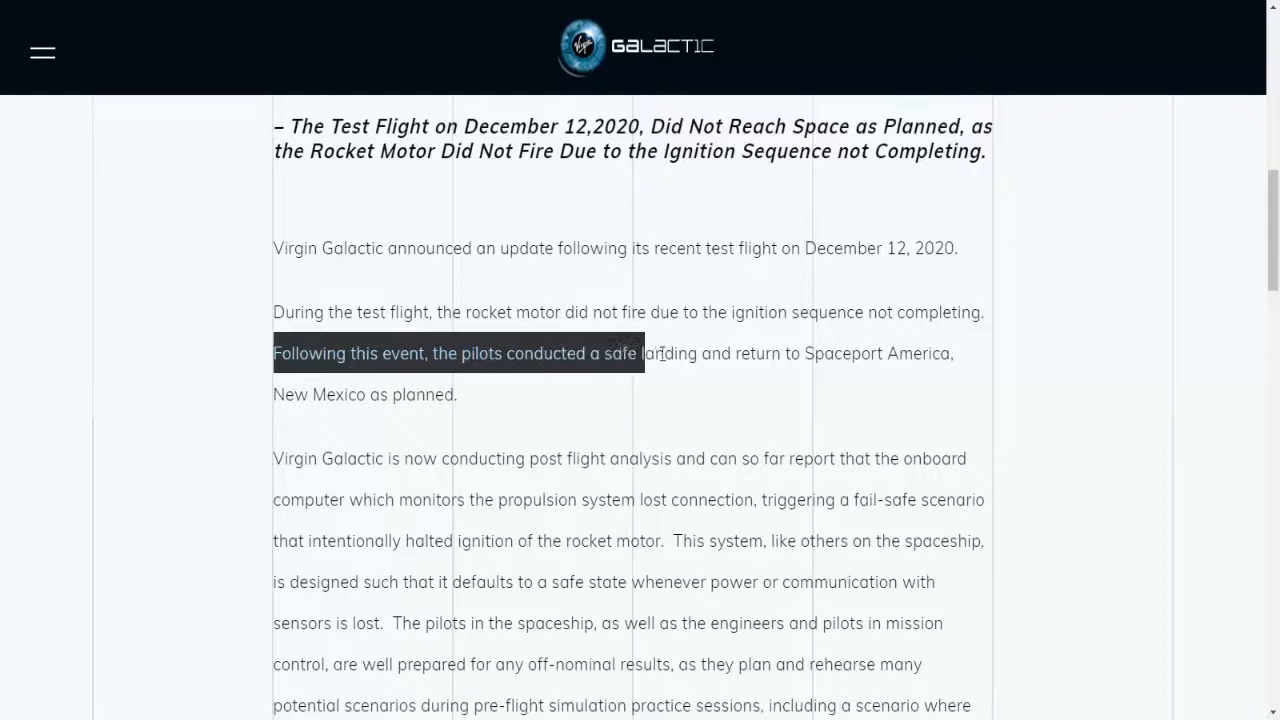 Virgin GALACTIC
– The Test Flight on December 12,2020, Did Not Reach Space as Planned, as
the Rocket Motor Did Not Fire Due to the Ignition Sequence not Completing.
Virgin Galactic announced an update following its recent test flight on December 12, 2020.
During the test flight, the rocket motor did not fire due to the ignition sequence not completing.
Following this event, the pilots conducted a safe landing and return to Spaceport America,
New Mexico as planned.
Virgin Galactic is now conducting post flight analysis and can so far report that the onboard
computer which monitors the propulsion system lost connection, triggering a fail-safe scenario
that intentionally halted ignition of the rocket motor.  This system, like others on the spaceship,
is designed such that it defaults to a safe state whenever power or communication with
sensors is lost.  The pilots in the spaceship, as well as the engineers and pilots in mission
control, are well prepared for any off-nominal results, as they plan and rehearse many
potential scenarios during pre-flight simulation practice sessions, including a scenario where